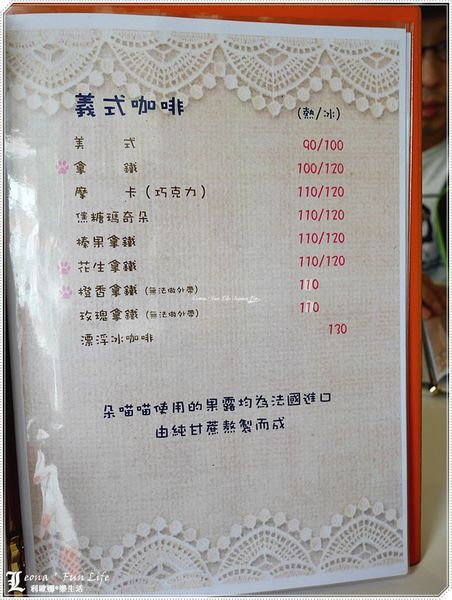 義式咖啡 (熱/冰)
美 式 90/100
拿 鐵 100/120
摩 卡 (巧克力) 110/120
焦糖瑪奇朵 110/120
榛果拿鐵 110/120
花生拿鐵 110/120
橙香拿鐵 (無法做外帶) 110
玫瑰拿鐵 (無法做外帶) 110
漂浮冰咖啡 130
朵喵喵使用的果露均為法國進口
由純甘蔗熬製而成
Leona * Fun Life
利歐娜*樂生活